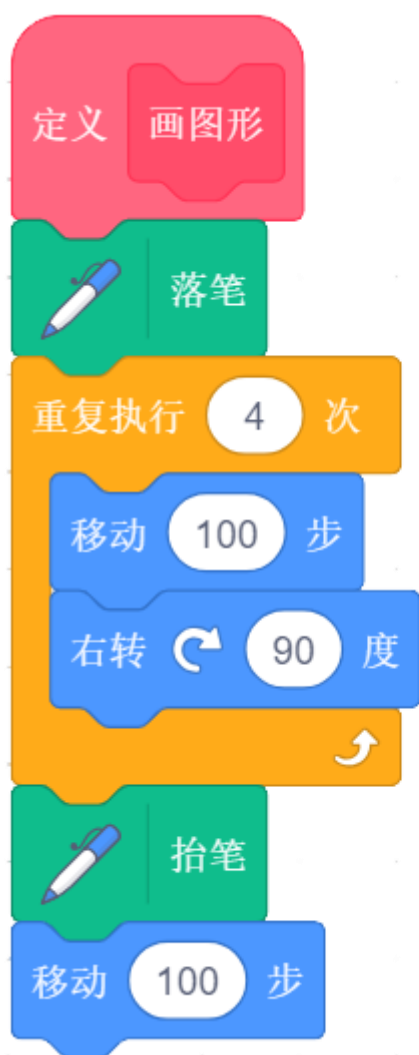 定义 画图形
落笔
重复执行 4 次
移动 100 步
右转 90 度
抬笔
移动 100 步